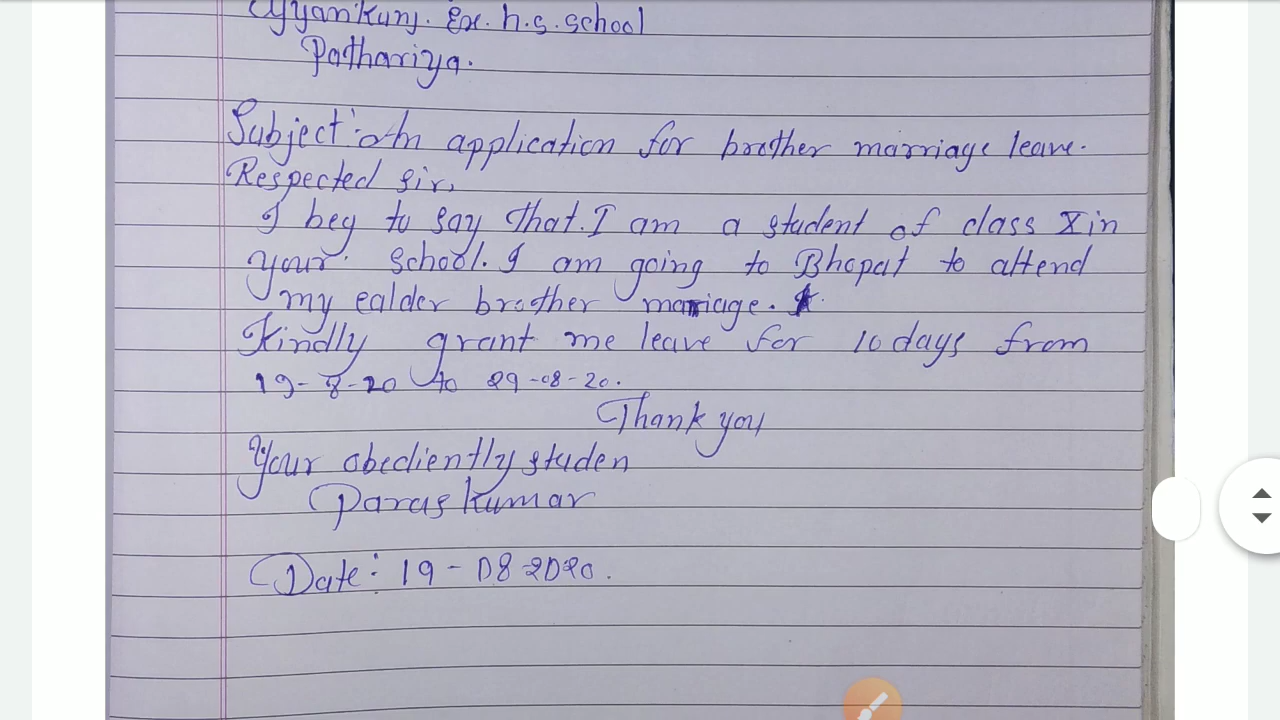 Gyankunj. Ex. h.s. school
Pathariya.
Subject:- An application for brother marriage leave.
Respected sir,
I beg to say that. I am a student of class X in
your school. I am going to Bhopal to attend
my ealder brother marriage.
Kindly grant me leave for 10 days from
19-8-20 to 29-08-20.
Thank you
Your obediently studen
Paras kumar
Date: 19-08-2020.